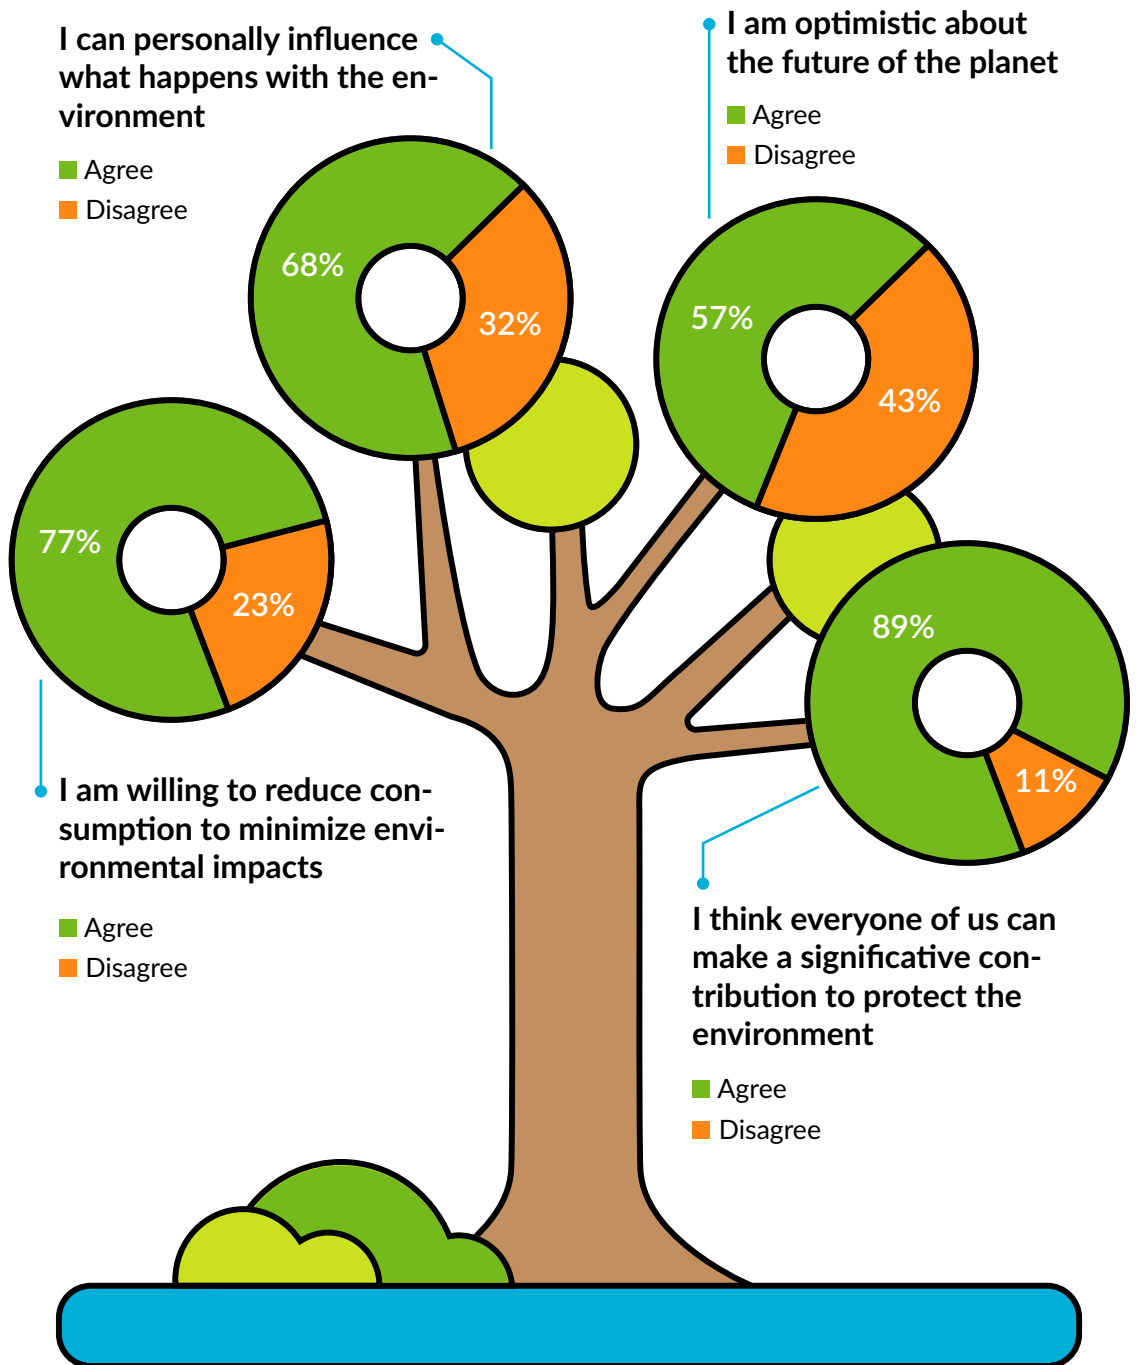 I can personally influence
what happens with the en-
vironment
Agree
Disagree
68%
32%
I am optimistic about
the future of the planet
Agree
Disagree
57%
43%
77%
23%
I am willing to reduce con-
sumption to minimize envi-
ronmental impacts
Agree
Disagree
89%
11%
I think everyone of us can
make a significative con-
tribution to protect the
environment
Agree
Disagree